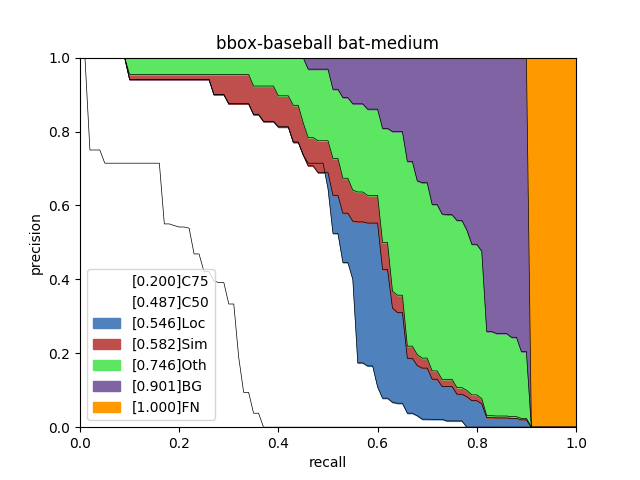 bbox-baseball bat-medium
precision
1.0
0.8
0.6
0.4
0.2
0.0
[0.200]C75
[0.487]C50
[0.546]Loc
[0.582]Sim
[0.746]Oth
[0.901]BG
[1.000]FN
0.0 0.2 0.4 0.6 0.8 1.0
recall